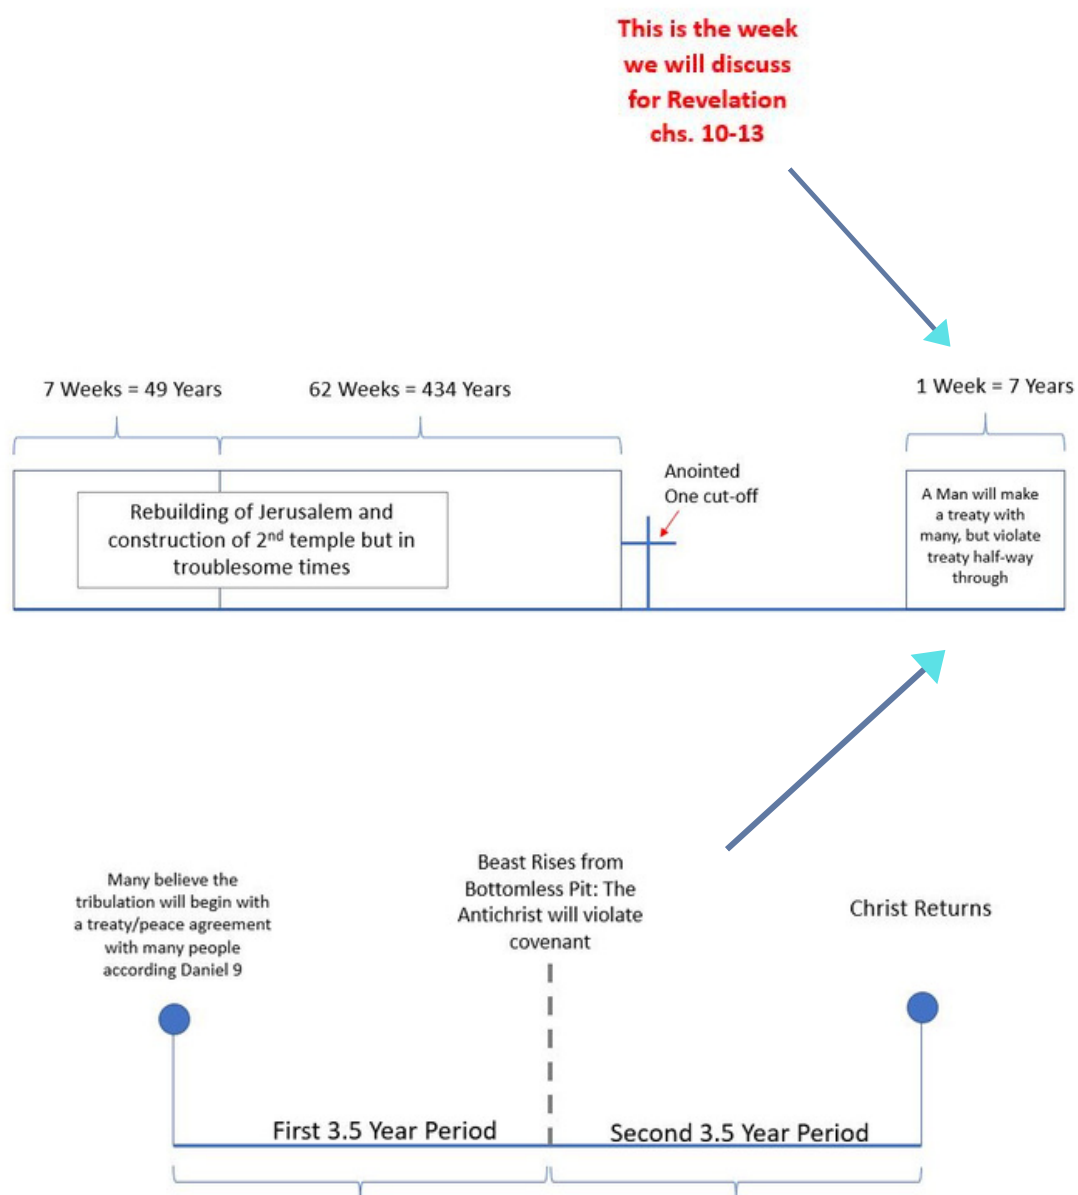 This is the week
we will discuss
for Revelation
chs. 10-13
7 Weeks = 49 Years
62 Weeks = 434 Years
1 Week = 7 Years
Anointed
One cut-off
Rebuilding of Jerusalem and
construction of 2nd temple but in
troublesome times
A Man will make
a treaty with
many, but violate
treaty half-way
through
Many believe the
tribulation will begin with
a treaty/peace agreement
with many people
according Daniel 9
Beast Rises from
Bottomless Pit: The
Antichrist will violate
covenant
Christ Returns
First 3.5 Year Period
Second 3.5 Year Period